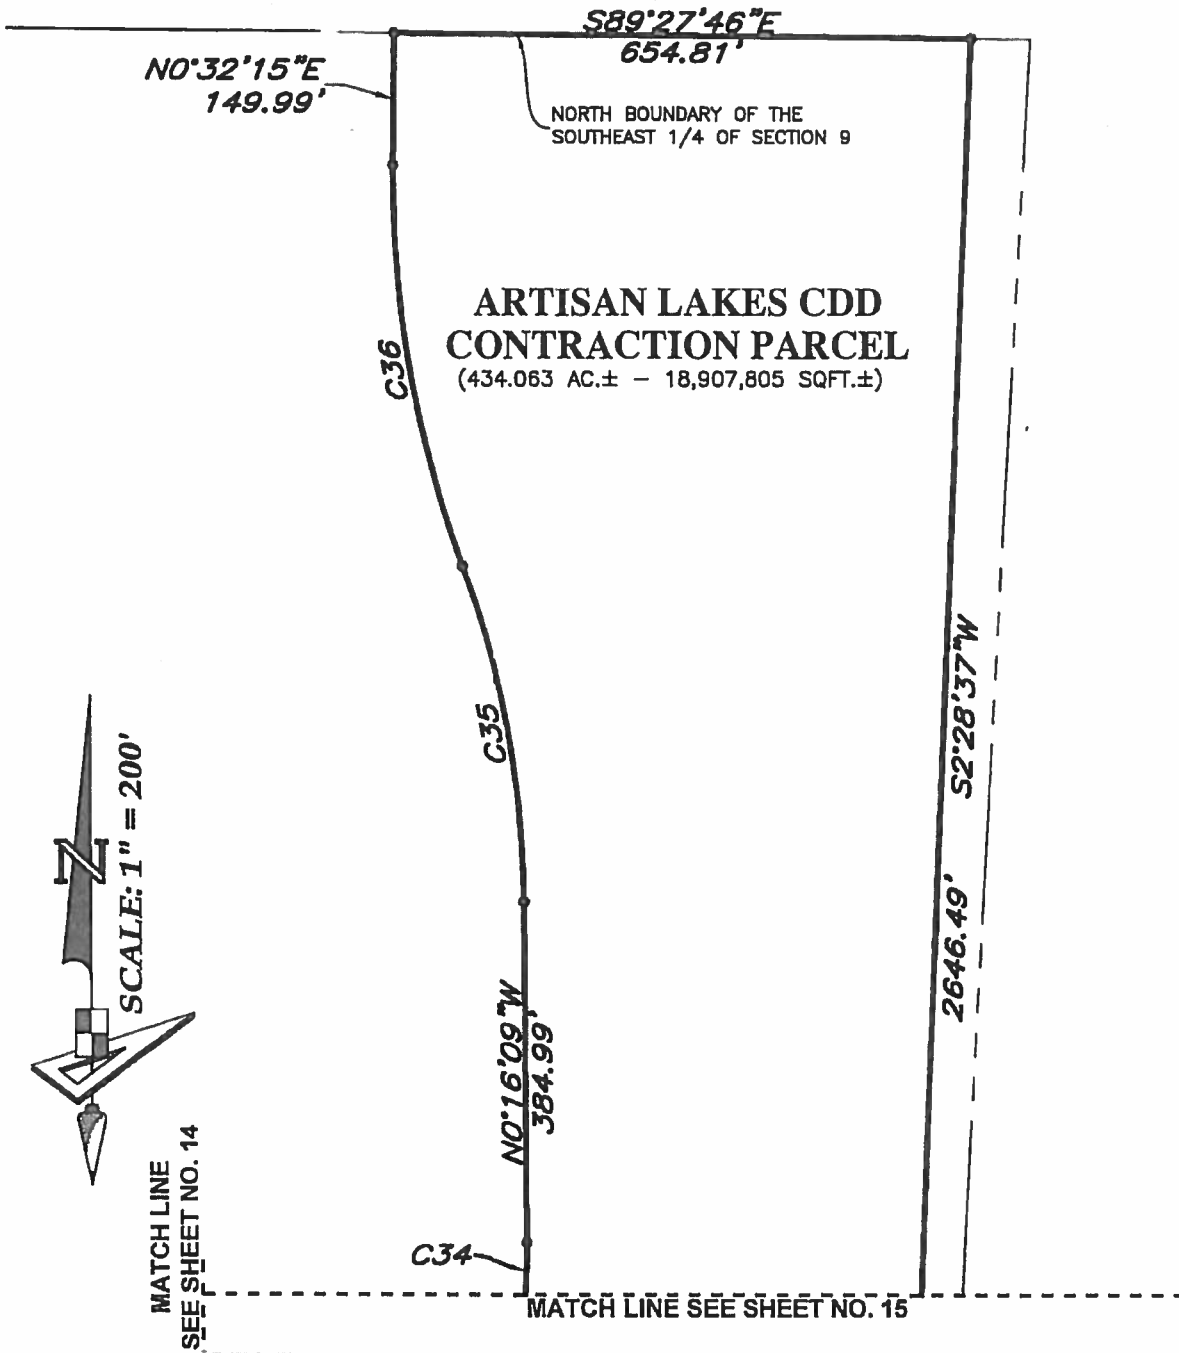 S89°27'46"E
654.81'
N0°32'15"E
149.99'
NORTH BOUNDARY OF THE
SOUTHEAST 1/4 OF SECTION 9
ARTISAN LAKES CDD
CONTRACTION PARCEL
(434.063 AC.± – 18,907,805 SQFT.±)
C36
C35
S2°28'37"W
2646.49'
N
SCALE: 1" = 200'
N0°16'09"W
384.99'
C34
MATCH LINE
SEE SHEET NO. 14
MATCH LINE SEE SHEET NO. 15